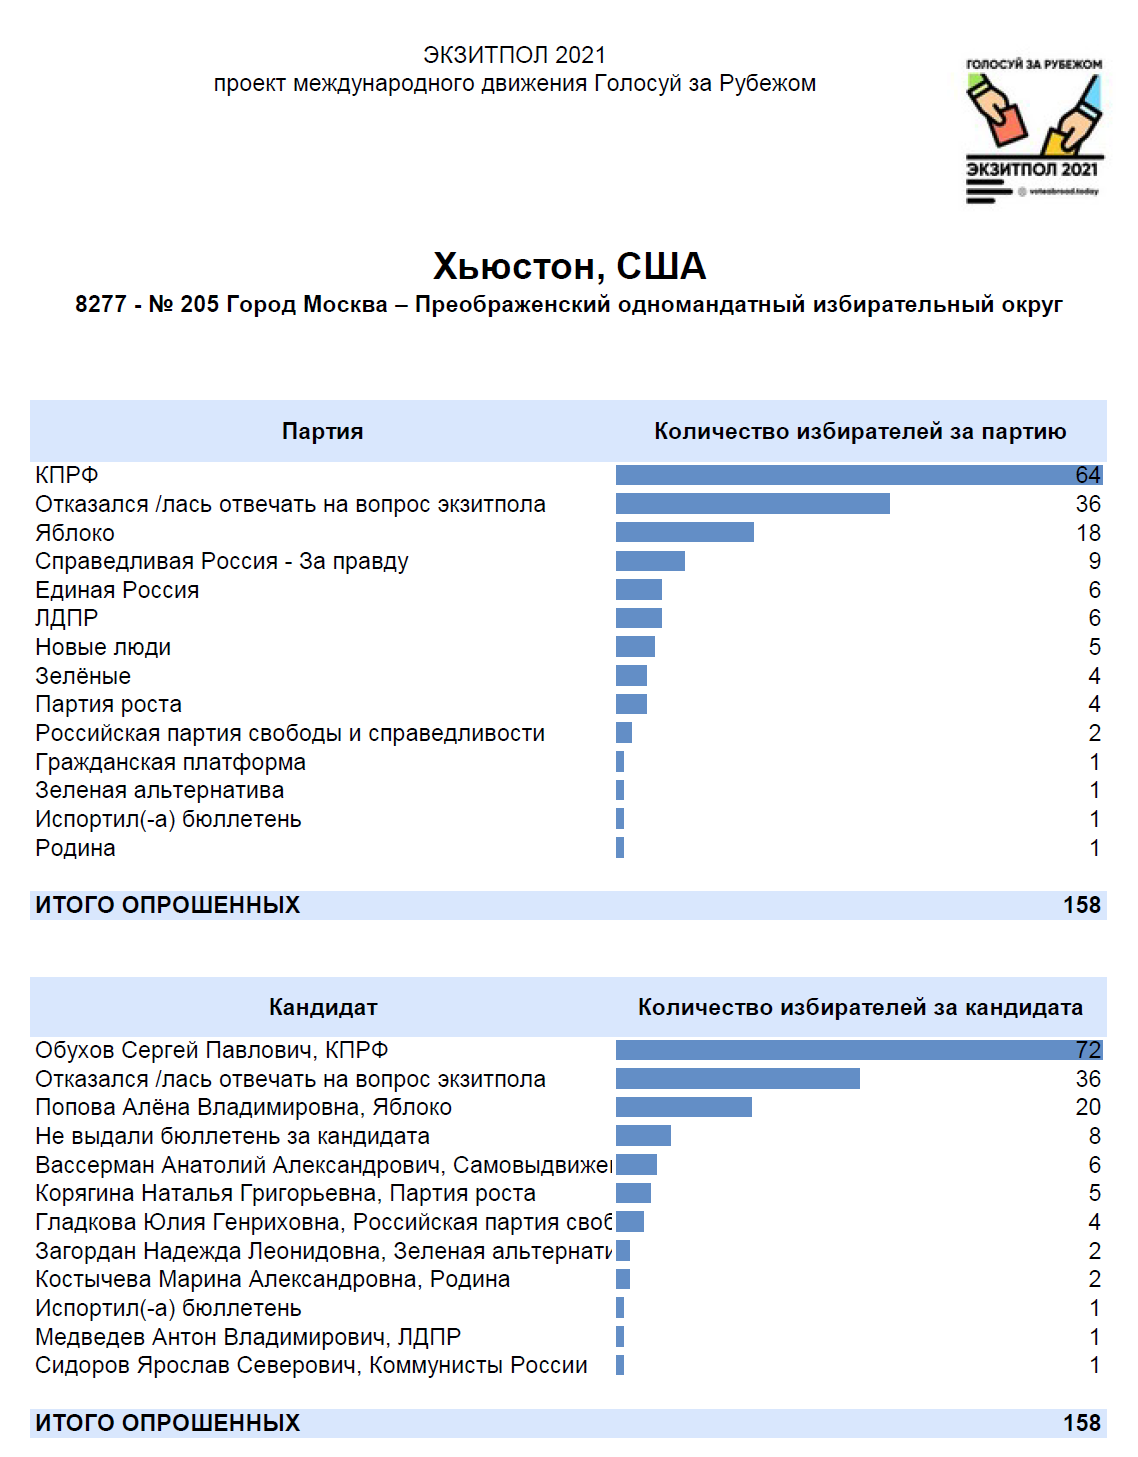 ЭКЗИТПОЛ 2021
проект международного движения Голосуй за Рубежом
ГОЛОСУЙ ЗА РУБЕЖОМ
ЭКЗИТПОЛ 2021
voteabroad.today
Хьюстон, США
8277 - № 205 Город Москва – Преображенский одномандатный избирательный округ
Партия Количество избирателей за партию
КПРФ 64
Отказался /лась отвечать на вопрос экзитпола 36
Яблоко 18
Справедливая Россия - За правду 9
Единая Россия 6
ЛДПР 6
Новые люди 5
Зелёные 4
Партия роста 4
Российская партия свободы и справедливости 2
Гражданская платформа 1
Зеленая альтернатива 1
Испортил(-а) бюллетень 1
Родина 1
ИТОГО ОПРОШЕННЫХ 158
Кандидат Количество избирателей за кандидата
Обухов Сергей Павлович, КПРФ 72
Отказался /лась отвечать на вопрос экзитпола 36
Попова Алёна Владимировна, Яблоко 20
Не выдали бюллетень за кандидата 8
Вассерман Анатолий Александрович, Самовыдвиже 6
Корягина Наталья Григорьевна, Партия роста 5
Гладкова Юлия Генриховна, Российская партия своб 4
Загордан Надежда Леонидовна, Зеленая альтернати 2
Костычева Марина Александровна, Родина 2
Испортил(-а) бюллетень 1
Медведев Антон Владимирович, ЛДПР 1
Сидоров Ярослав Северович, Коммунисты России 1
ИТОГО ОПРОШЕННЫХ 158